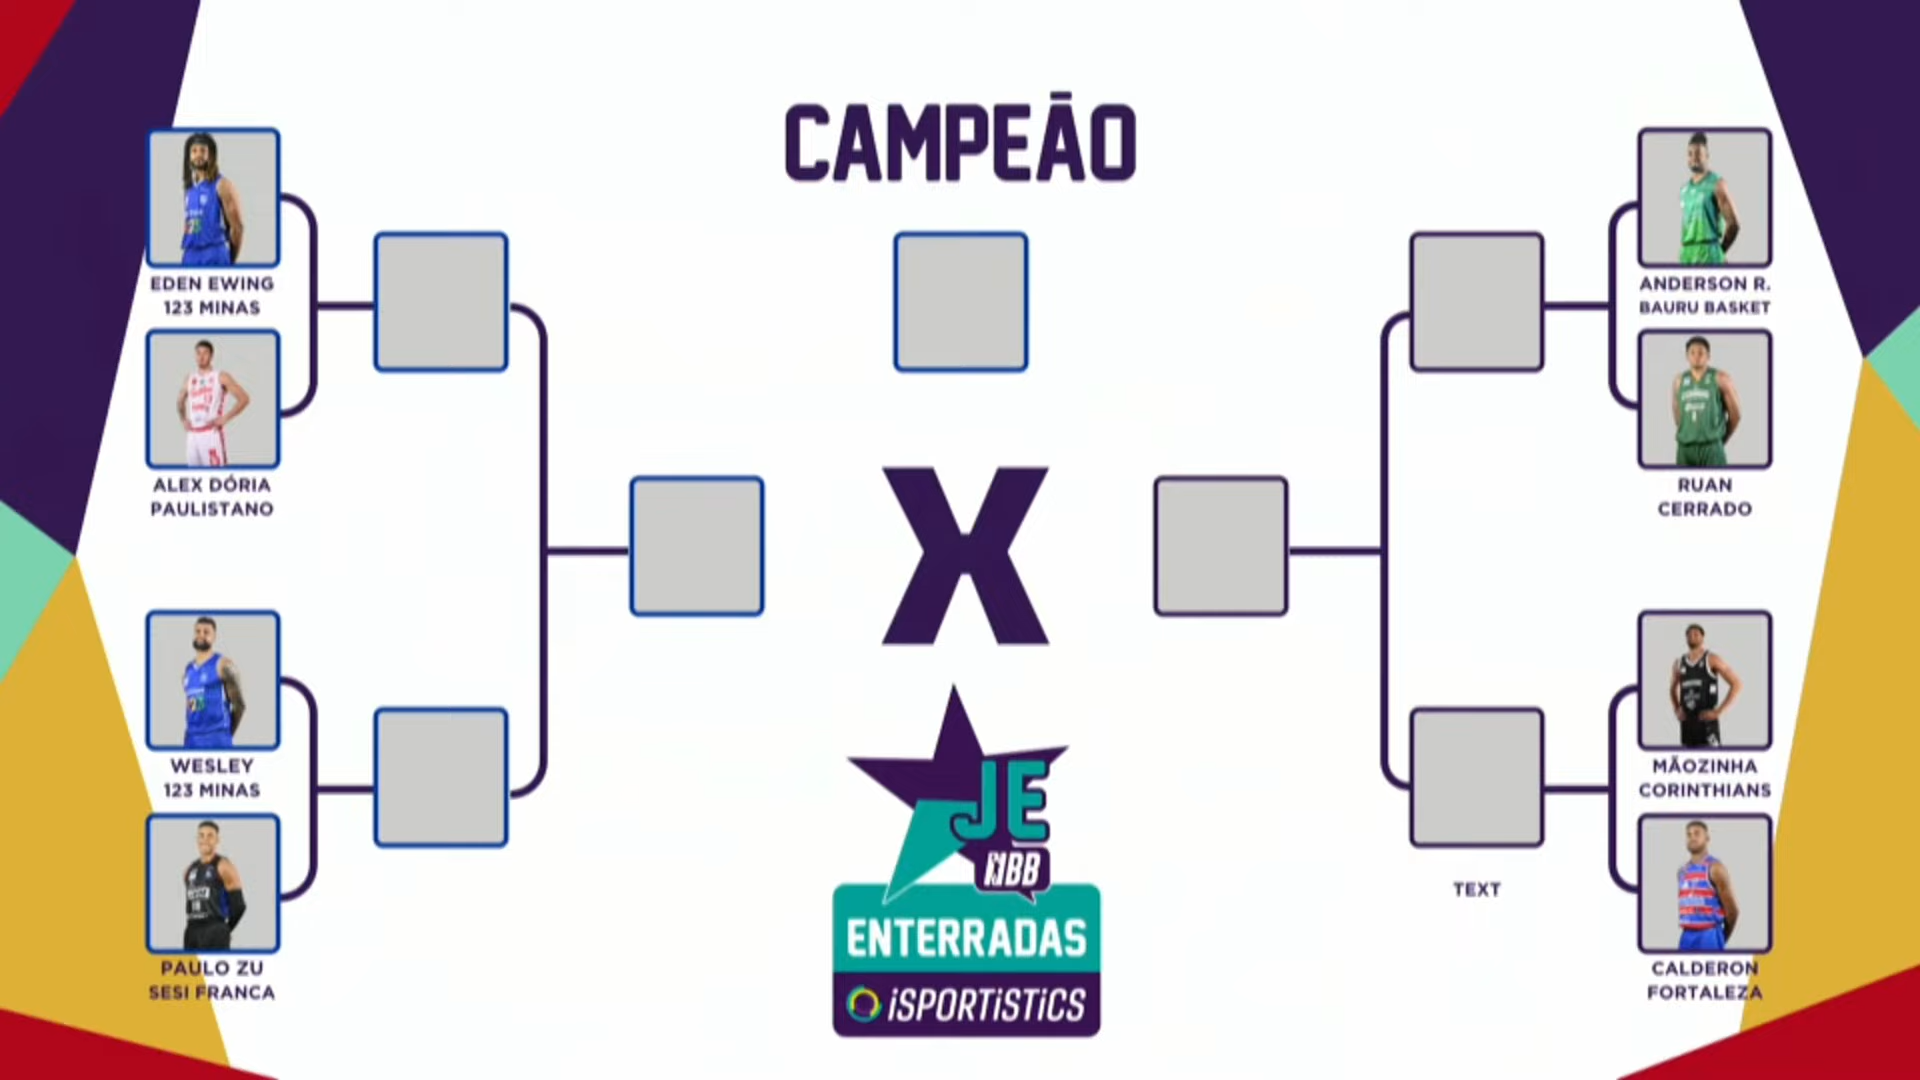 CAMPEÃO
EDEN EWING
123 MINAS
ALEX DÓRIA
PAULISTANO
WESLEY
123 MINAS
PAULO ZU
SESI FRANCA
X
JE
NBB
ENTERRADAS
iSPORTiSTiCS
ANDERSON R.
BAURU BASKET
RUAN
CERRADO
MÃOZINHA
CORINTHIANS
CALDERON
FORTALEZA
TEXT